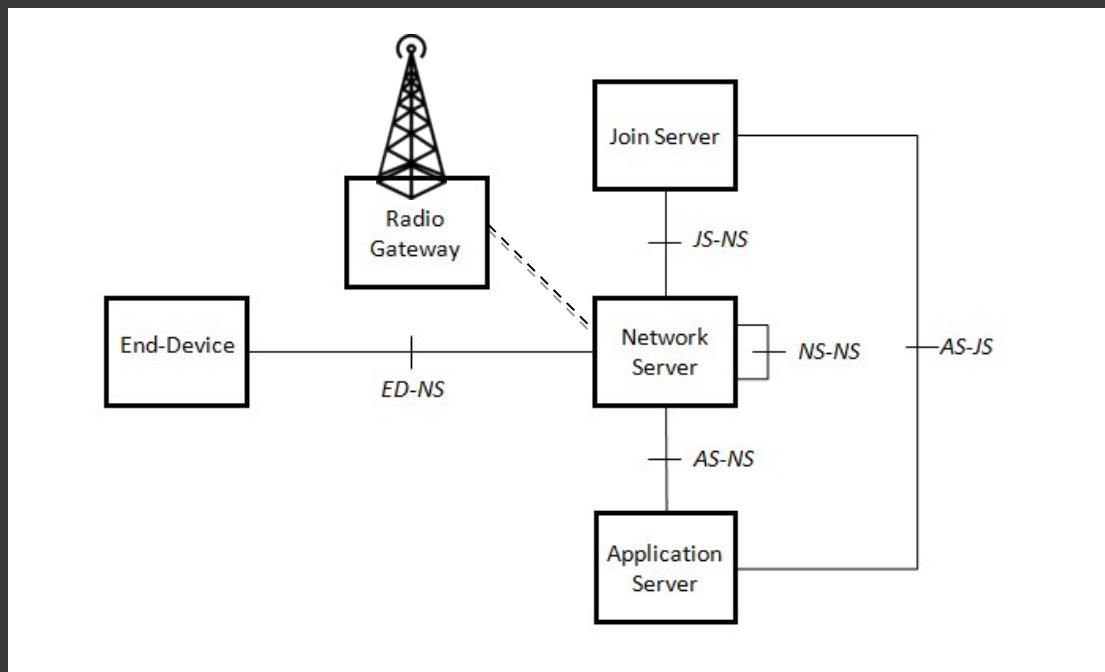 Radio
Gateway
Join Server
JS-NS
End-Device
ED-NS
Network
Server
NS-NS
AS-JS
AS-NS
Application
Server